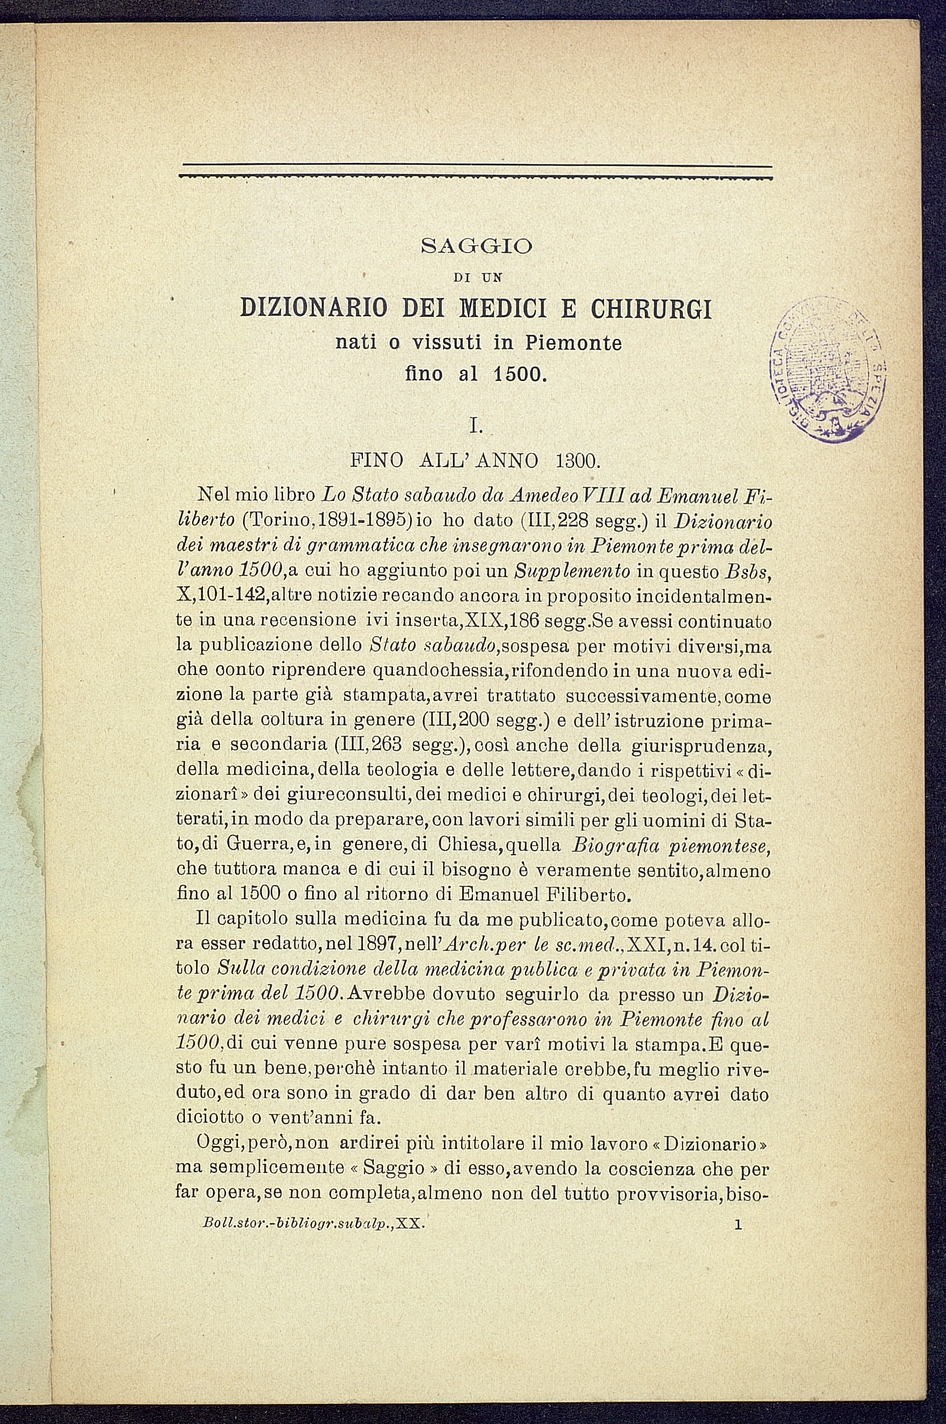 SAGGIO
DI UN
DIZIONARIO DEI MEDICI E CHIRURGI
nati o vissuti in Piemonte
fino al 1500.
BIBLIOTECA COMUNALE DELLA SPEZIA
I.
FINO ALL'ANNO 1300.
Nel mio libro Lo Stato sabaudo da Amedeo VIII ad Emanuel Fi-
liberto (Torino,1891-1895) io ho dato (III,228 segg.) il Dizionario
dei maestri di grammatica che insegnarono in Piemonte prima del-
l'anno 1500,a cui ho aggiunto poi un Supplemento in questo Bsbs,
X,101-142,altre notizie recando ancora in proposito incidentalmen-
te in una recensione ivi inserta,XIX,186 segg.Se avessi continuato
la publicazione dello Stato sabaudo,sospesa per motivi diversi,ma
che conto riprendere quandochessia,rifondendo in una nuova edi-
zione la parte già stampata,avrei trattato successivamente,come
già della coltura in genere (III,200 segg.) e dell'istruzione prima-
ria e secondaria (III,263 segg.),così anche della giurisprudenza,
della medicina,della teologia e delle lettere,dando i rispettivi « di-
zionarî » dei giureconsulti,dei medici e chirurgi,dei teologi,dei let-
terati,in modo da preparare,con lavori simili per gli uomini di Sta-
to,di Guerra,e,in genere,di Chiesa,quella Biografia piemontese,
che tuttora manca e di cui il bisogno è veramente sentito,almeno
fino al 1500 o fino al ritorno di Emanuel Filiberto.
Il capitolo sulla medicina fu da me publicato,come poteva allo-
ra esser redatto,nel 1897,nell'Arch.per le sc.med.,XXI,n.14.col ti-
tolo Sulla condizione della medicina publica e privata in Piemon-
te prima del 1500.Avrebbe dovuto seguirlo da presso un Dizio-
nario dei medici e chirurgi che professarono in Piemonte fino al
1500,di cui venne pure sospesa per varî motivi la stampa.E que-
sto fu un bene,perchè intanto il materiale crebbe,fu meglio rive-
duto,ed ora sono in grado di dar ben altro di quanto avrei dato
diciotto o vent'anni fa.
Oggi,però,non ardirei più intitolare il mio lavoro « Dizionario »
ma semplicemente « Saggio » di esso,avendo la coscienza che per
far opera,se non completa,almeno non del tutto provvisoria,biso-
Boll.stor.-bibliogr.subalp.,XX. 1